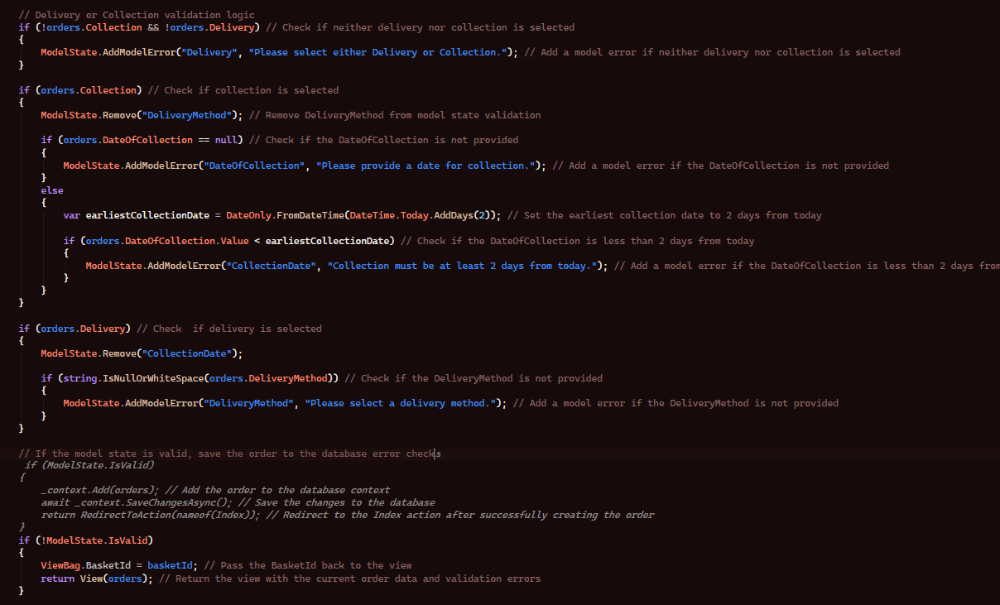 // Delivery or Collection validation logic
if (!orders.Collection && !orders.Delivery) // Check if neither delivery nor collection is selected
{
    ModelState.AddModelError("Delivery", "Please select either Delivery or Collection."); // Add a model error if neither delivery nor collection is selected
}

if (orders.Collection) // Check if collection is selected
{
    ModelState.Remove("DeliveryMethod"); // Remove DeliveryMethod from model state validation

    if (orders.DateOfCollection == null) // Check if the DateOfCollection is not provided
    {
        ModelState.AddModelError("DateOfCollection", "Please provide a date for collection."); // Add a model error if the DateOfCollection is not provided
    }
    else
    {
        var earliestCollectionDate = DateOnly.FromDateTime(DateTime.Today.AddDays(2)); // Set the earliest collection date to 2 days from today

        if (orders.DateOfCollection.Value < earliestCollectionDate) // Check if the DateOfCollection is less than 2 days from today
        {
            ModelState.AddModelError("CollectionDate", "Collection must be at least 2 days from today."); // Add a model error if the DateOfCollection is less than 2 days from
        }
    }
}

if (orders.Delivery) // Check  if delivery is selected
{
    ModelState.Remove("CollectionDate");

    if (string.IsNullOrWhiteSpace(orders.DeliveryMethod)) // Check if the DeliveryMethod is not provided
    {
        ModelState.AddModelError("DeliveryMethod", "Please select a delivery method."); // Add a model error if the DeliveryMethod is not provided
    }
}

// If the model state is valid, save the order to the database error checks
 if (ModelState.IsValid)
{
    _context.Add(orders); // Add the order to the database context
    await _context.SaveChangesAsync(); // Save the changes to the database
    return RedirectToAction(nameof(Index)); // Redirect to the Index action after successfully creating the order
}
if (!ModelState.IsValid)
{
    ViewBag.BasketId = basketId; // Pass the BasketId back to the view
    return View(orders); // Return the view with the current order data and validation errors
}